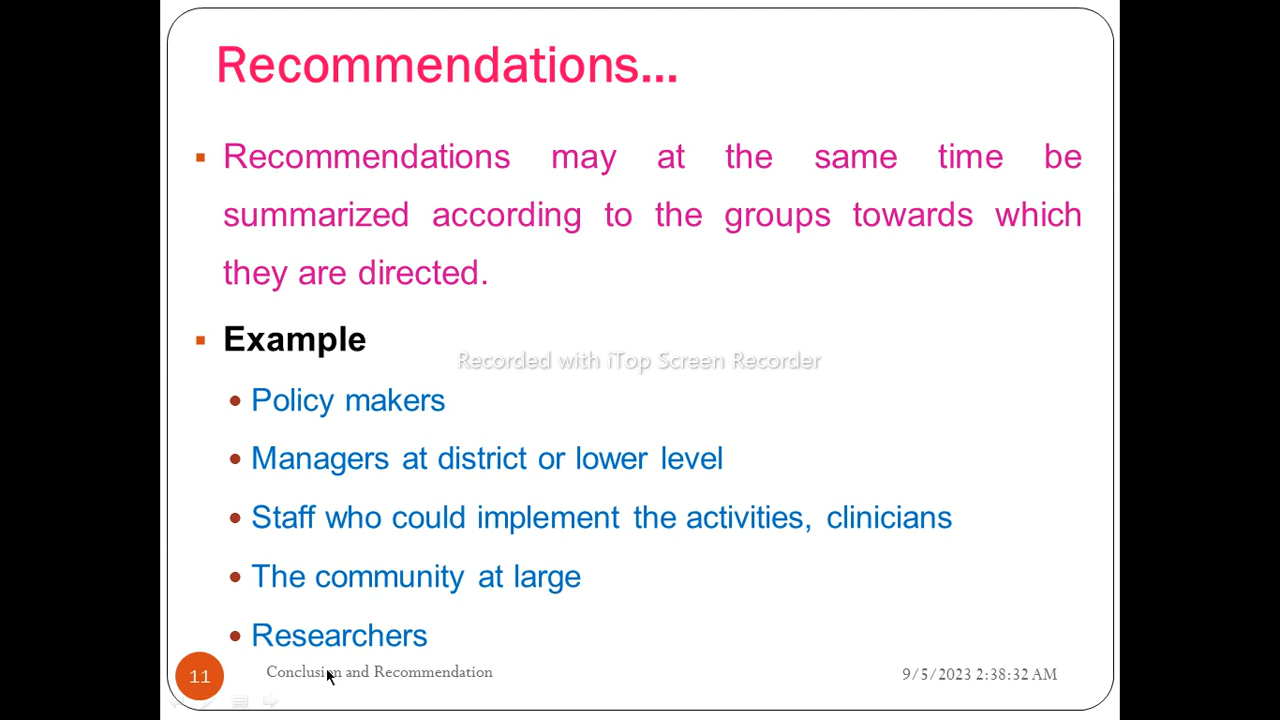 Recommendations...
Recommendations may at the same time be
summarized according to the groups towards which
they are directed.
Example
Recorded with iTop Screen Recorder
Policy makers
Managers at district or lower level
Staff who could implement the activities, clinicians
The community at large
Researchers
11
Conclusion and Recommendation
9/5/2023 2:38:32 AM